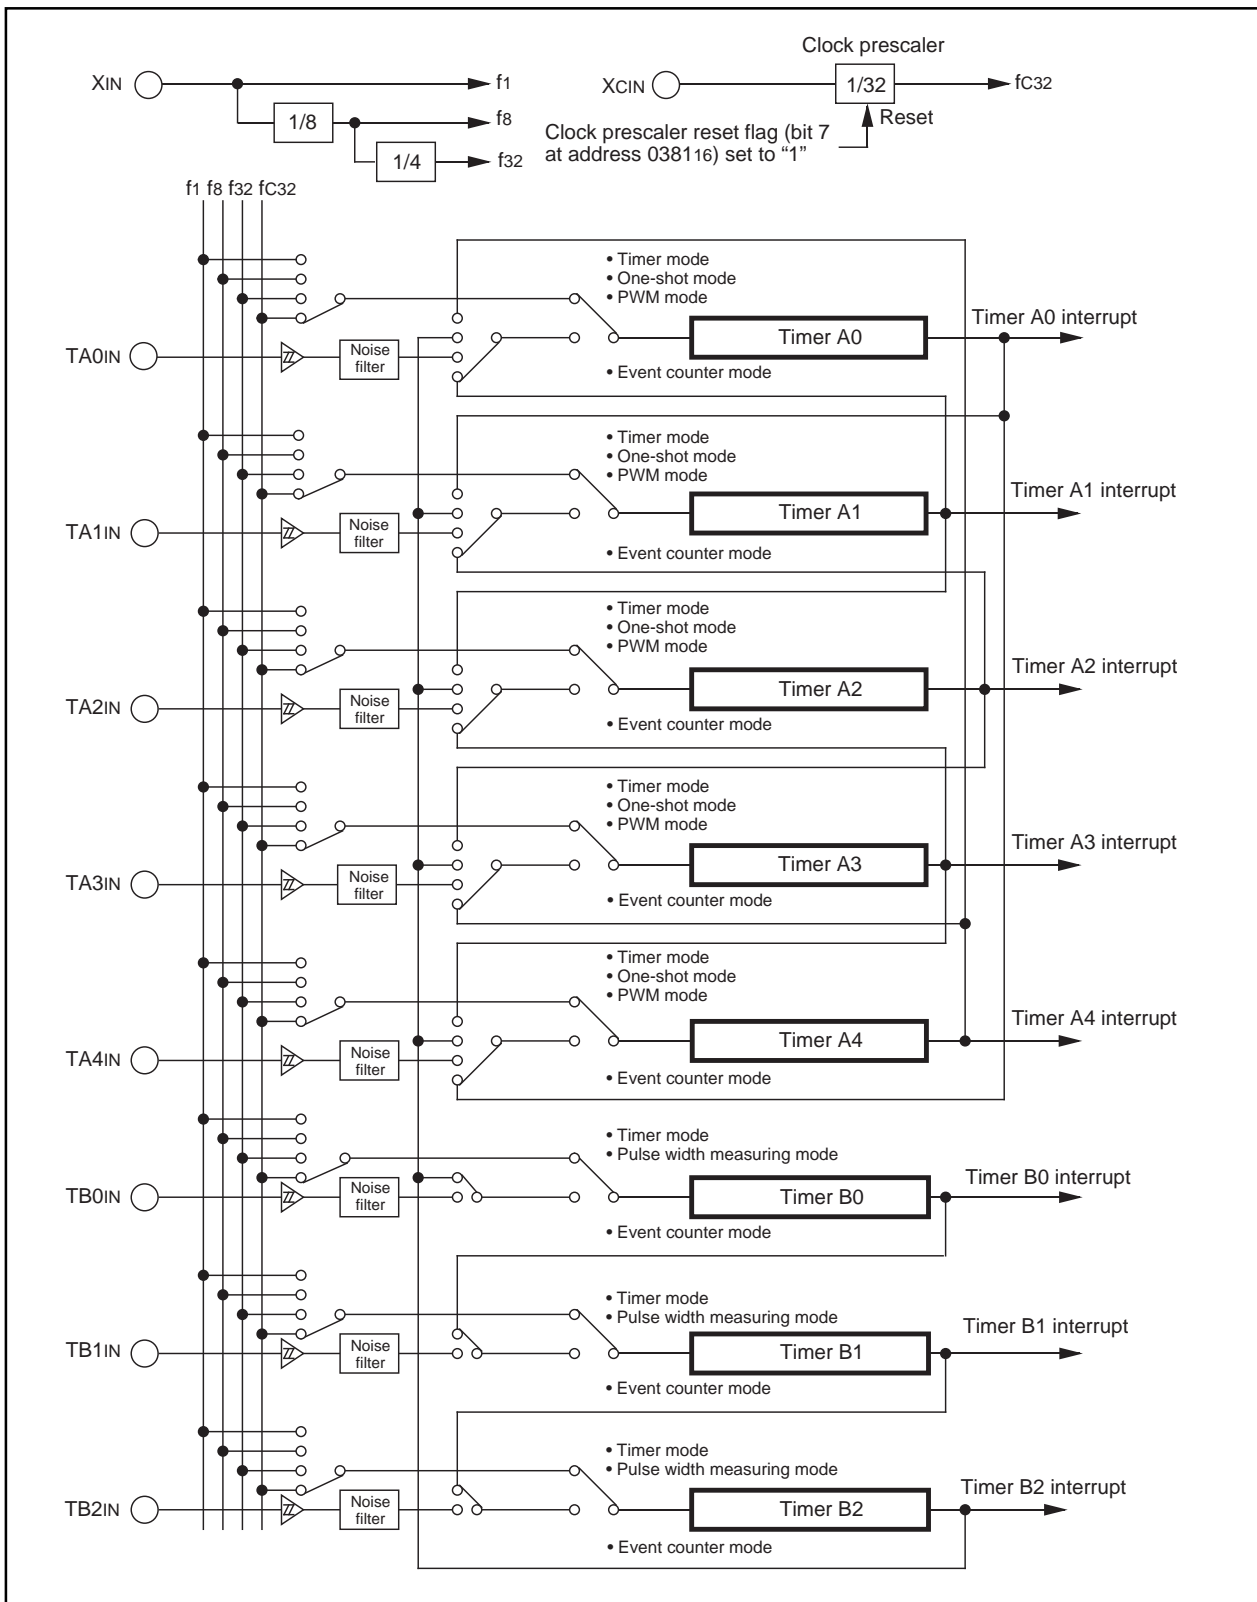 Clock prescaler
XIN
f1
XCIN
1/32
fC32
1/8
f8
Reset
Clock prescaler reset flag (bit 7
at address 038116) set to “1”
1/4
f32
f1 f8 f32 fC32
• Timer mode
• One-shot mode
• PWM mode
TA0IN
Noise
filter
Timer A0
Timer A0 interrupt
• Event counter mode
• Timer mode
• One-shot mode
• PWM mode
TA1IN
Noise
filter
Timer A1
Timer A1 interrupt
• Event counter mode
• Timer mode
• One-shot mode
• PWM mode
TA2IN
Noise
filter
Timer A2
Timer A2 interrupt
• Event counter mode
• Timer mode
• One-shot mode
• PWM mode
TA3IN
Noise
filter
Timer A3
Timer A3 interrupt
• Event counter mode
• Timer mode
• One-shot mode
• PWM mode
TA4IN
Noise
filter
Timer A4
Timer A4 interrupt
• Event counter mode
• Timer mode
• Pulse width measuring mode
TB0IN
Noise
filter
Timer B0
Timer B0 interrupt
• Event counter mode
• Timer mode
• Pulse width measuring mode
TB1IN
Noise
filter
Timer B1
Timer B1 interrupt
• Event counter mode
• Timer mode
• Pulse width measuring mode
TB2IN
Noise
filter
Timer B2
Timer B2 interrupt
• Event counter mode